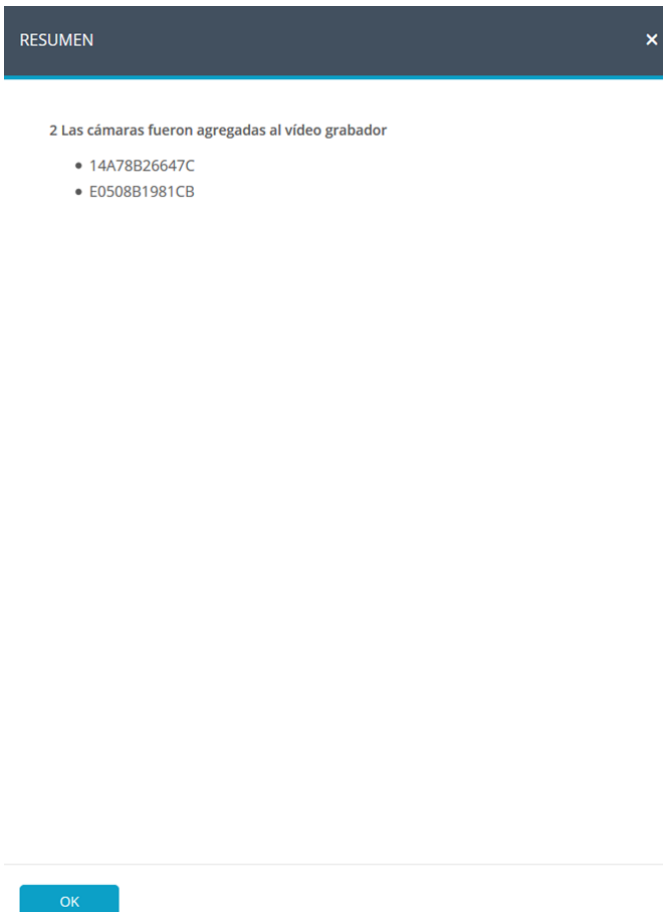 RESUMEN ×
2 Las cámaras fueron agregadas al vídeo grabador
• 14A78B26647C
• E0508B1981CB
OK